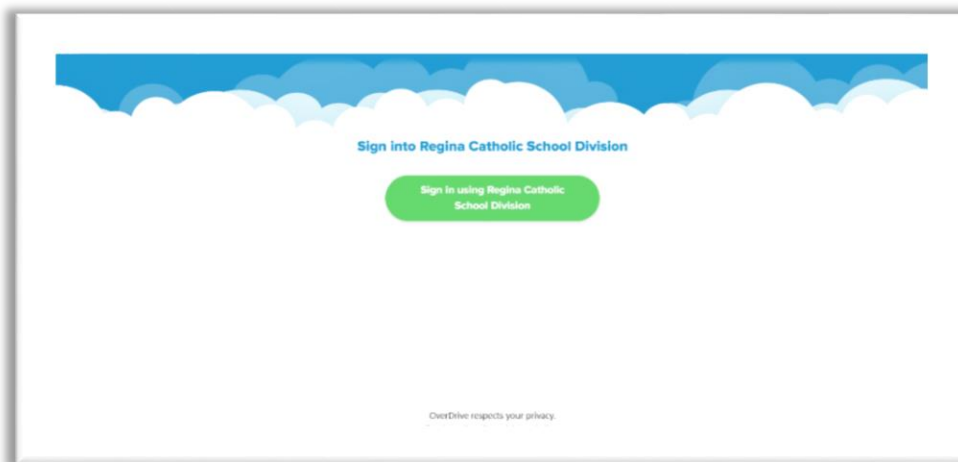 Sign into Regina Catholic School Division
Sign in using Regina Catholic
School Division
OverDrive respects your privacy.